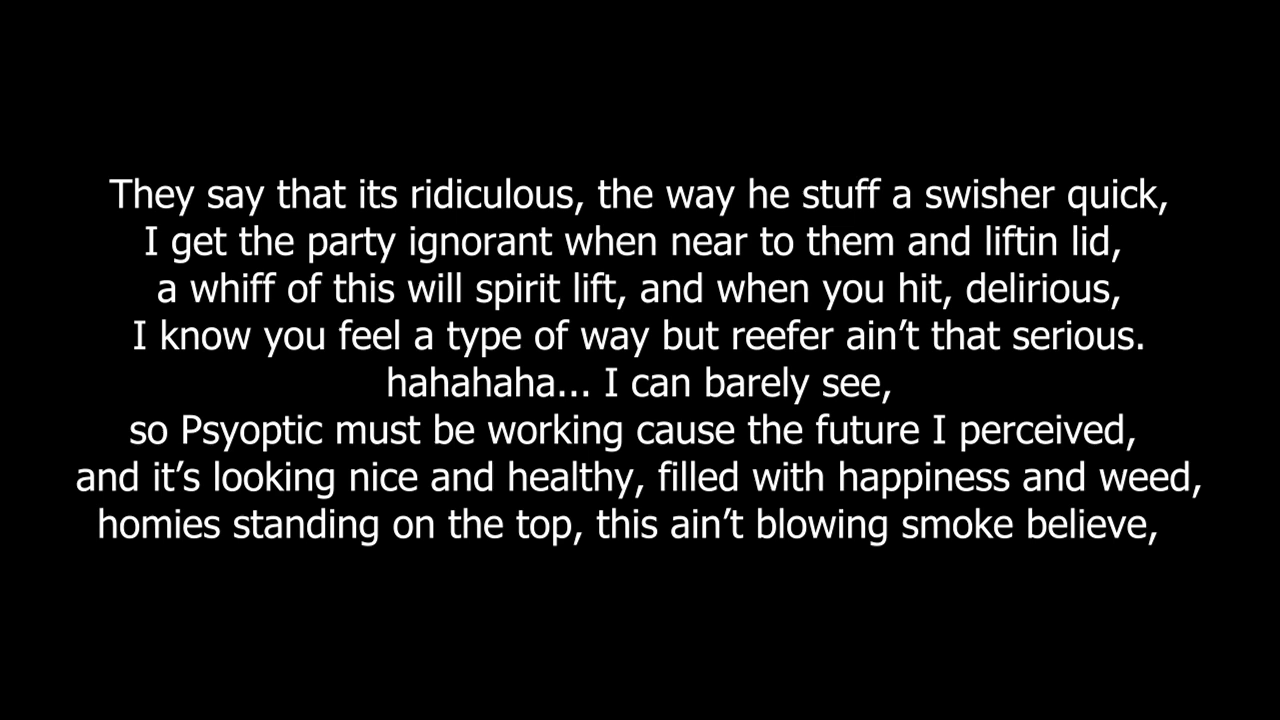 They say that its ridiculous, the way he stuff a swisher quick,
I get the party ignorant when near to them and liftin lid,
a whiff of this will spirit lift, and when you hit, delirious,
I know you feel a type of way but reefer ain’t that serious.
hahahaha... I can barely see,
so Psyoptic must be working cause the future I perceived,
and it’s looking nice and healthy, filled with happiness and weed,
homies standing on the top, this ain’t blowing smoke believe,